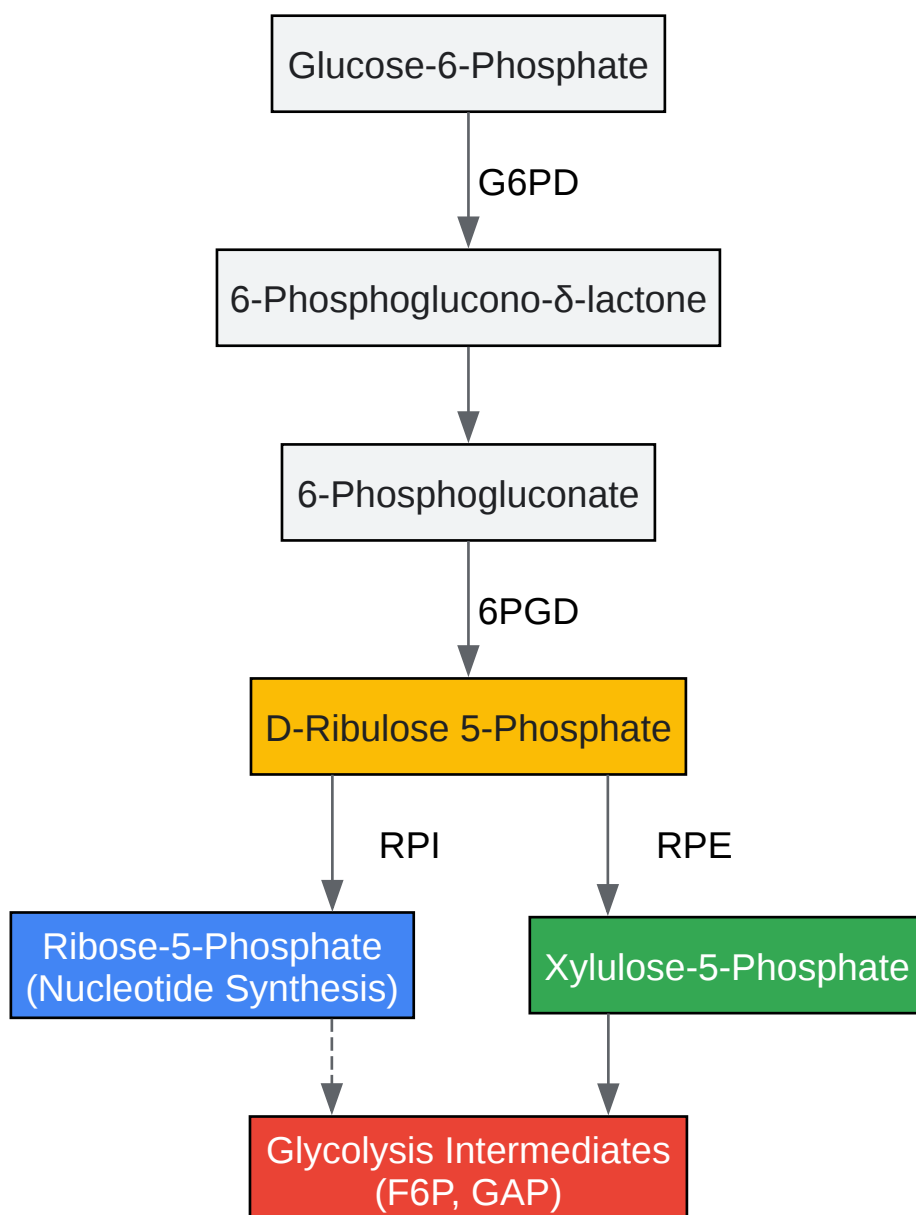 Glucose-6-Phosphate
G6PD
6-Phosphoglucono-δ-lactone
6-Phosphogluconate
6PGD
D-Ribulose 5-Phosphate
RPI
RPE
Ribose-5-Phosphate
(Nucleotide Synthesis)
Xylulose-5-Phosphate
Glycolysis Intermediates
(F6P, GAP)